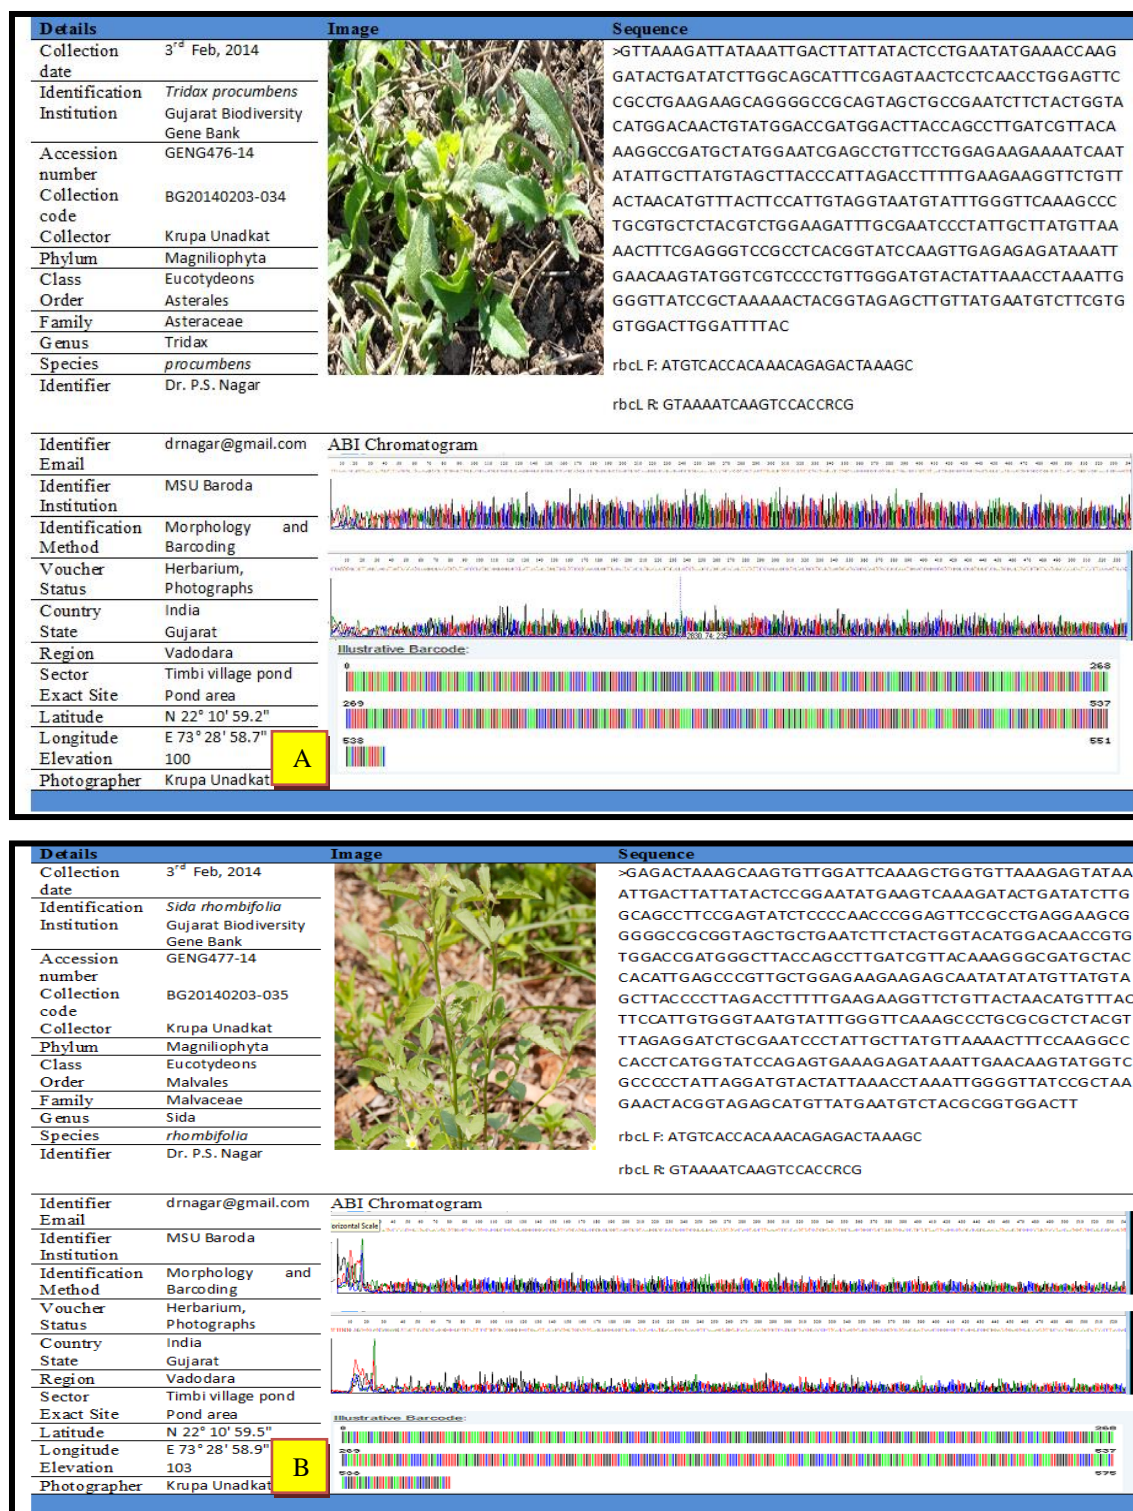 Details Image Sequence
Collection date 3rd Feb, 2014
Identification Tridax procumbens
Institution Gujarat Biodiversity Gene Bank
Accession number GENG476-14
Collection code BG20140203-034
Collector Krupa Unadkat
Phylum Magniliophyta
Class Eucotydeons
Order Asterales
Family Asteraceae
Genus Tridax
Species procumbens
Identifier Dr. P.S. Nagar
>GTTAAAGATTATAAATTGACTTATTATACTCCTGAATATGAAACCAAG
GATACTGATATCTTGGCAGCATTTCGAGTAACTCCTCAACCTGGAGTTC
CGCCTGAAGAAGCAGGGGCCGCAGTAGCTGCCGAATCTTCTACTGGTA
CATGGACAACTGTATGGACCGATGGACTTACCAGCCTTGATCGTTACA
AAGGCCGATGCTATGGAATCGAGCCTGTTCCTGGAGAAGAAAATCAAT
ATATTGCTTATGTAGCTTACCCATTAGACCTTTTTGAAGAAGGTTCTGTT
ACTAACATGTTTACTTCCATTGTAGGTAATGTATTTGGGTTCAAAGCCC
TGCGTGCTCTACGTCTGGAAGATTTGCGAATCCCTATTGCTTATGTTAA
AACTTTCGAGGGTCCGCCTCACGGTATCCAAGTTGAGAGAGATAAATT
GAACAAGTATGGTCGTCCCCTGTTGGGATGTACTATTAAACCTAAATTG
GGGTTATCCGCTAAAAACTACGGTAGAGCTTGTTATGAATGTCTTCGTG
GTGGACTTGGATTTTAC
rbcL F: ATGTCACCACAAACAGAGACTAAAGC
rbcL R: GTAAAATCAAGTCCACCRCG
Identifier Email drnagar@gmail.com
Identifier Institution MSU Baroda
Identification Method Morphology and Barcoding
Voucher Status Herbarium, Photographs
Country India
State Gujarat
Region Vadodara
Sector Timbi village pond
Exact Site Pond area
Latitude N 22° 10' 59.2"
Longitude E 73° 28' 58.7"
Elevation 100
Photographer Krupa Unadkat
ABI Chromatogram
2830.74: 235
Illustrative Barcode:
0 268
269 537
538 551
A
Details Image Sequence
Collection date 3rd Feb, 2014
Identification Sida rhombifolia
Institution Gujarat Biodiversity Gene Bank
Accession number GENG477-14
Collection code BG20140203-035
Collector Krupa Unadkat
Phylum Magniliophyta
Class Eucotydeons
Order Malvales
Family Malvaceae
Genus Sida
Species rhombifolia
Identifier Dr. P.S. Nagar
>GAGACTAAAGCAAGTGTTGGATTCAAAGCTGGTGTTAAAGAGTATAA
ATTGACTTATTATACTCCGGAATATGAAGTCAAAGATACTGATATCTTG
GCAGCCTTCCGAGTATCTCCCCAACCCGGAGTTCCGCCTGAGGAAGCG
GGGGCCGCGGTAGCTGCTGAATCTTCTACTGGTACATGGACAACCGTG
TGGACCGATGGGCTTACCAGCCTTGATCGTTACAAAGGGCGATGCTAC
CACATTGAGCCCGTTGCTGGAGAAGAAGAGCAATATATATGTTATGTA
GCTTACCCCTTAGACCTTTTTGAAGAAGGTTCTGTTACTAACATGTTTAC
TTCCATTGTGGGTAATGTATTTGGGTTCAAAGCCCTGCGCGCTCTACGT
TTAGAGGATCTGCGAATCCCTATTGCTTATGTTAAAACTTTCCAAGGCC
CACCTCATGGTATCCAGAGTGAAAGAGATAAATTGAACAAGTATGGTC
GCCCCCTATTAGGATGTACTATTAAACCTAAATTGGGGTTATCCGCTAA
GAACTACGGTAGAGCATGTTATGAATGTCTACGCGGTGGACTT
rbcL F: ATGTCACCACAAACAGAGACTAAAGC
rbcL R: GTAAAATCAAGTCCACCRCG
Identifier Email drnagar@gmail.com
Identifier Institution MSU Baroda
Identification Method Morphology and Barcoding
Voucher Status Herbarium, Photographs
Country India
State Gujarat
Region Vadodara
Sector Timbi village pond
Exact Site Pond area
Latitude N 22° 10' 59.5"
Longitude E 73° 28' 58.9"
Elevation 103
Photographer Krupa Unadkat
ABI Chromatogram
orizontal Scale
Illustrative Barcode:
0 268
269 537
538 575
B